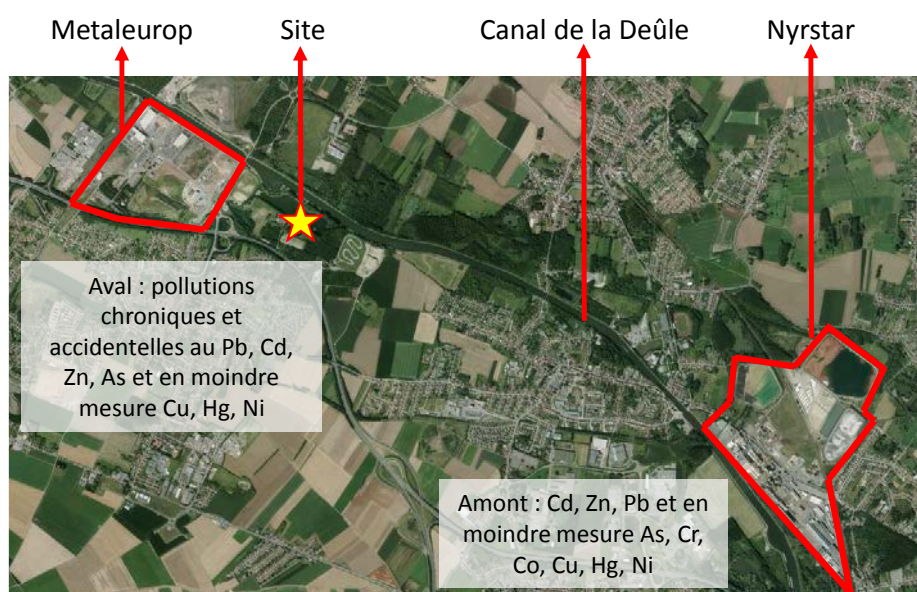 Metaleurop
Site
Canal de la Deûle
Nyrstar
Aval : pollutions
chroniques et
accidentelles au Pb, Cd,
Zn, As et en moindre
mesure Cu, Hg, Ni
Amont : Cd, Zn, Pb et en
moindre mesure As, Cr,
Co, Cu, Hg, Ni